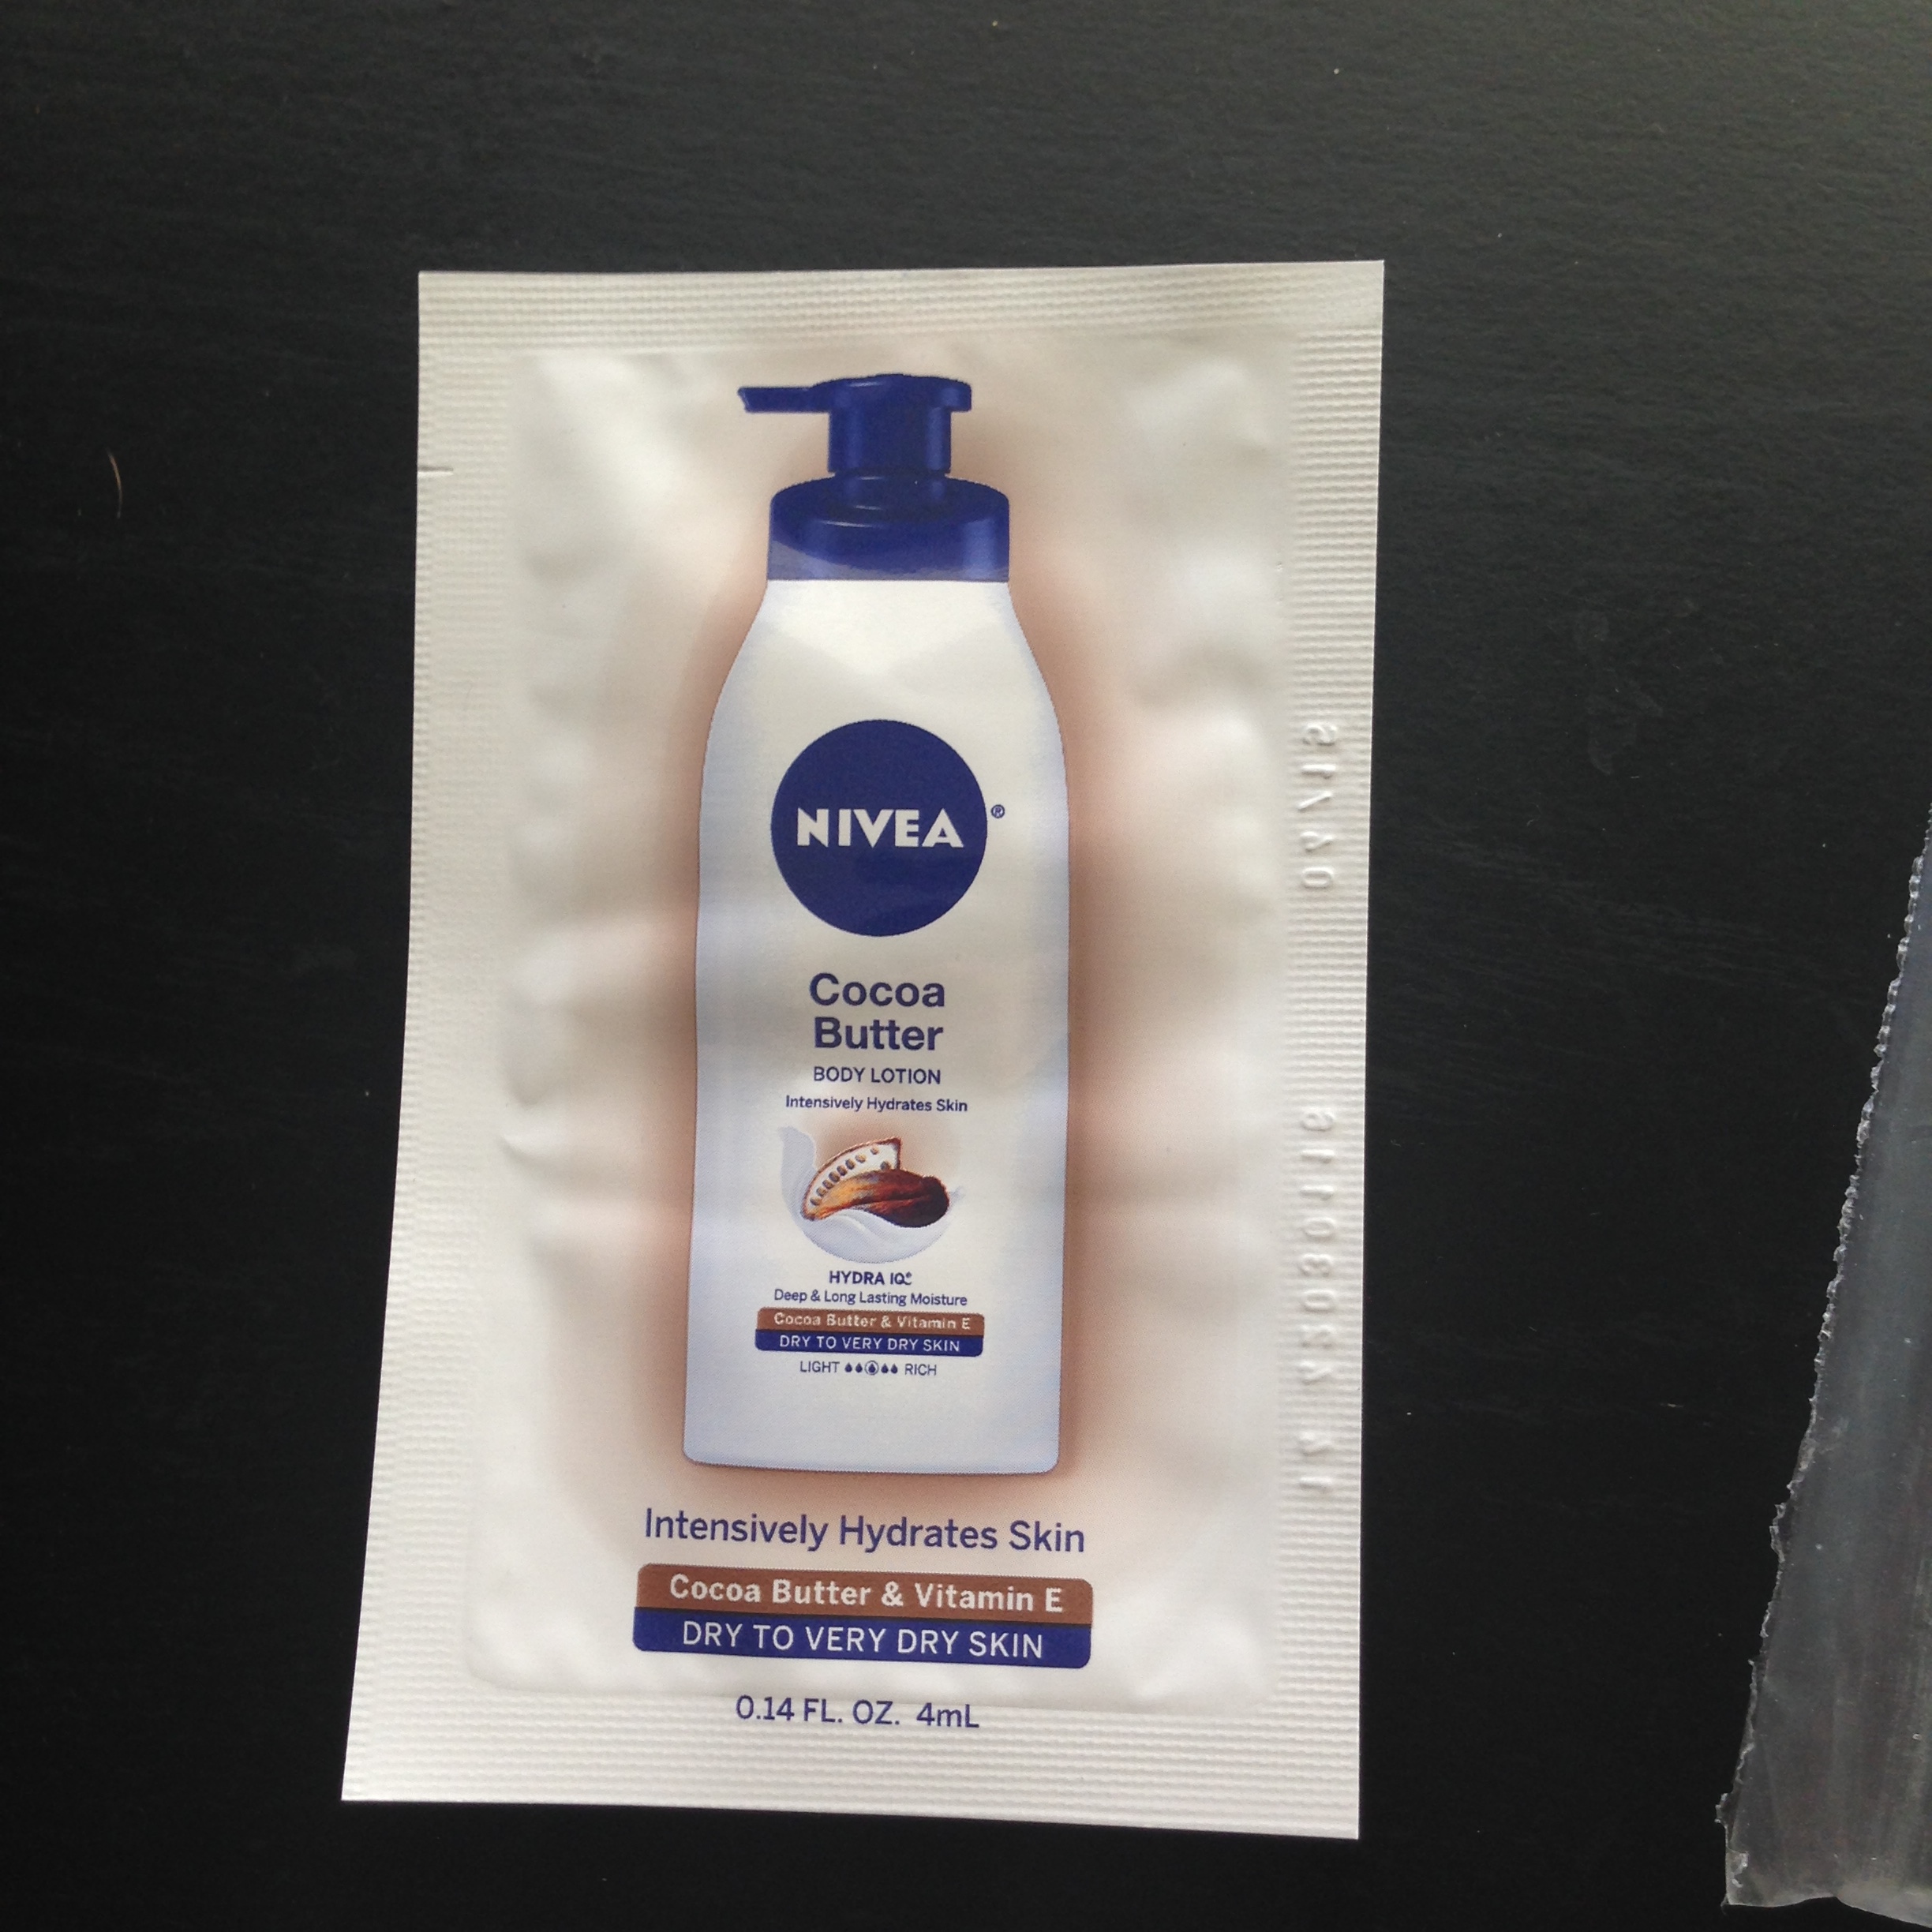 NIVEA®
Cocoa
Butter
BODY LOTION
Intensively Hydrates Skin
HYDRA IQ
Deep & Long Lasting Moisture
Cocoa Butter & Vitamin E
DRY TO VERY DRY SKIN
LIGHT RICH
Intensively Hydrates Skin
Cocoa Butter & Vitamin E
DRY TO VERY DRY SKIN
0.14 FL. OZ. 4mL